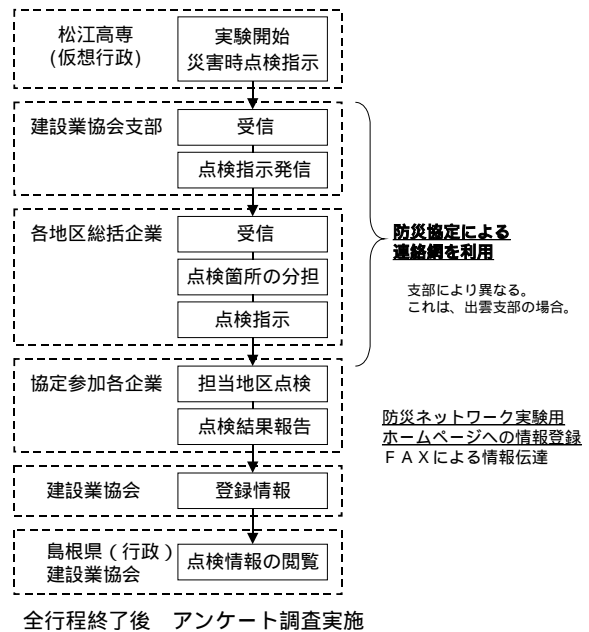 松江高専
(仮想行政)
実験開始
災害時点検指示
建設業協会支部
受信
点検指示発信
各地区総括企業
受信
点検箇所の分担
点検指示
防災協定による
連絡網を利用
支部により異なる。
これは、出雲支部の場合。
協定参加各企業
担当地区点検
点検結果報告
防災ネットワーク実験用
ホームページへの情報登録
ＦＡＸによる情報伝達
建設業協会
登録情報
島根県（行政）
建設業協会
点検情報の閲覧
全行程終了後　アンケート調査実施